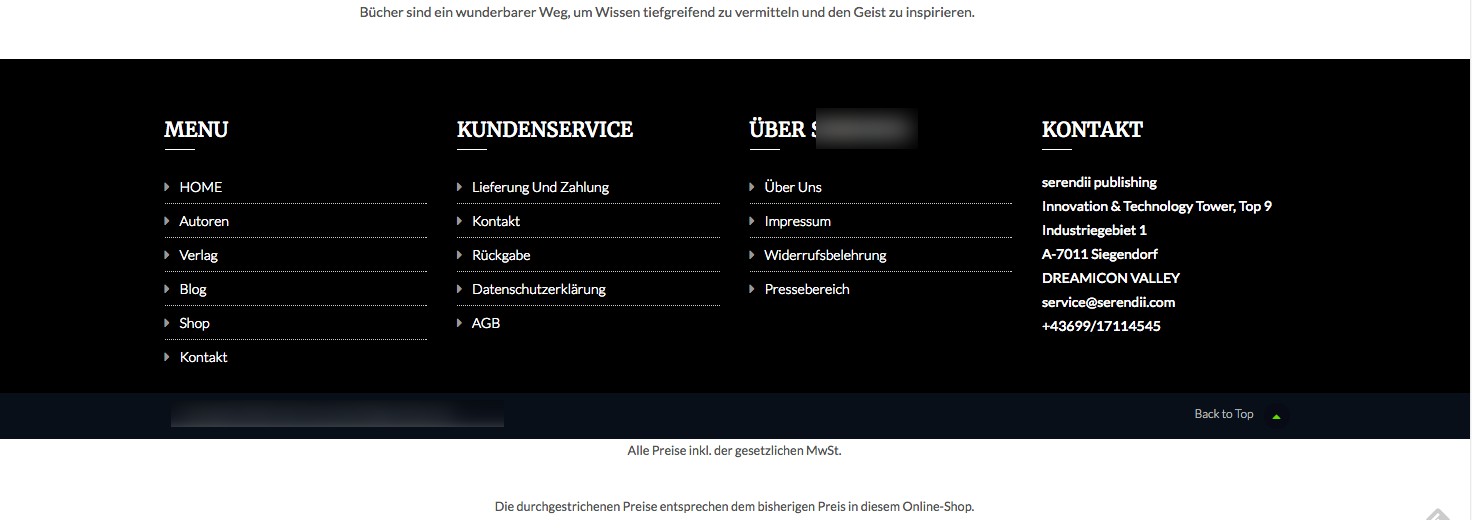 Bücher sind ein wunderbarer Weg, um Wissen tiefgreifend zu vermitteln und den Geist zu inspirieren.
MENU
HOME
Autoren
Verlag
Blog
Shop
Kontakt
KUNDENSERVICE
Lieferung Und Zahlung
Kontakt
Rückgabe
Datenschutzerklärung
AGB
ÜBER
Über Uns
Impressum
Widerrufsbelehrung
Pressebereich
KONTAKT
serendii publishing
Innovation & Technology Tower, Top 9
Industriegebiet 1
A-7011 Siegendorf
DREAMICON VALLEY
service@serendii.com
+43699/17114545
Back to Top
Alle Preise inkl. der gesetzlichen MwSt.
Die durchgestrichenen Preise entsprechen dem bisherigen Preis in diesem Online-Shop.